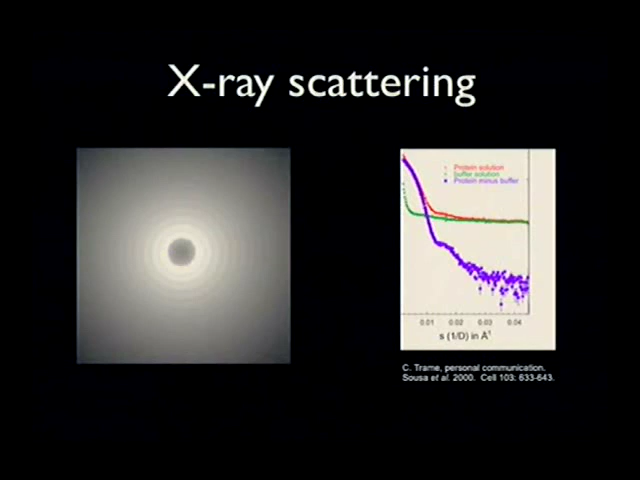 X-ray scattering
Protein solution
buffer solution
Protein minus buffer
0.01 0.02 0.03 0.04
s (1/D) in Å¹
C. Trame, personal communication.
Sousa et al. 2000. Cell 103: 633-643.